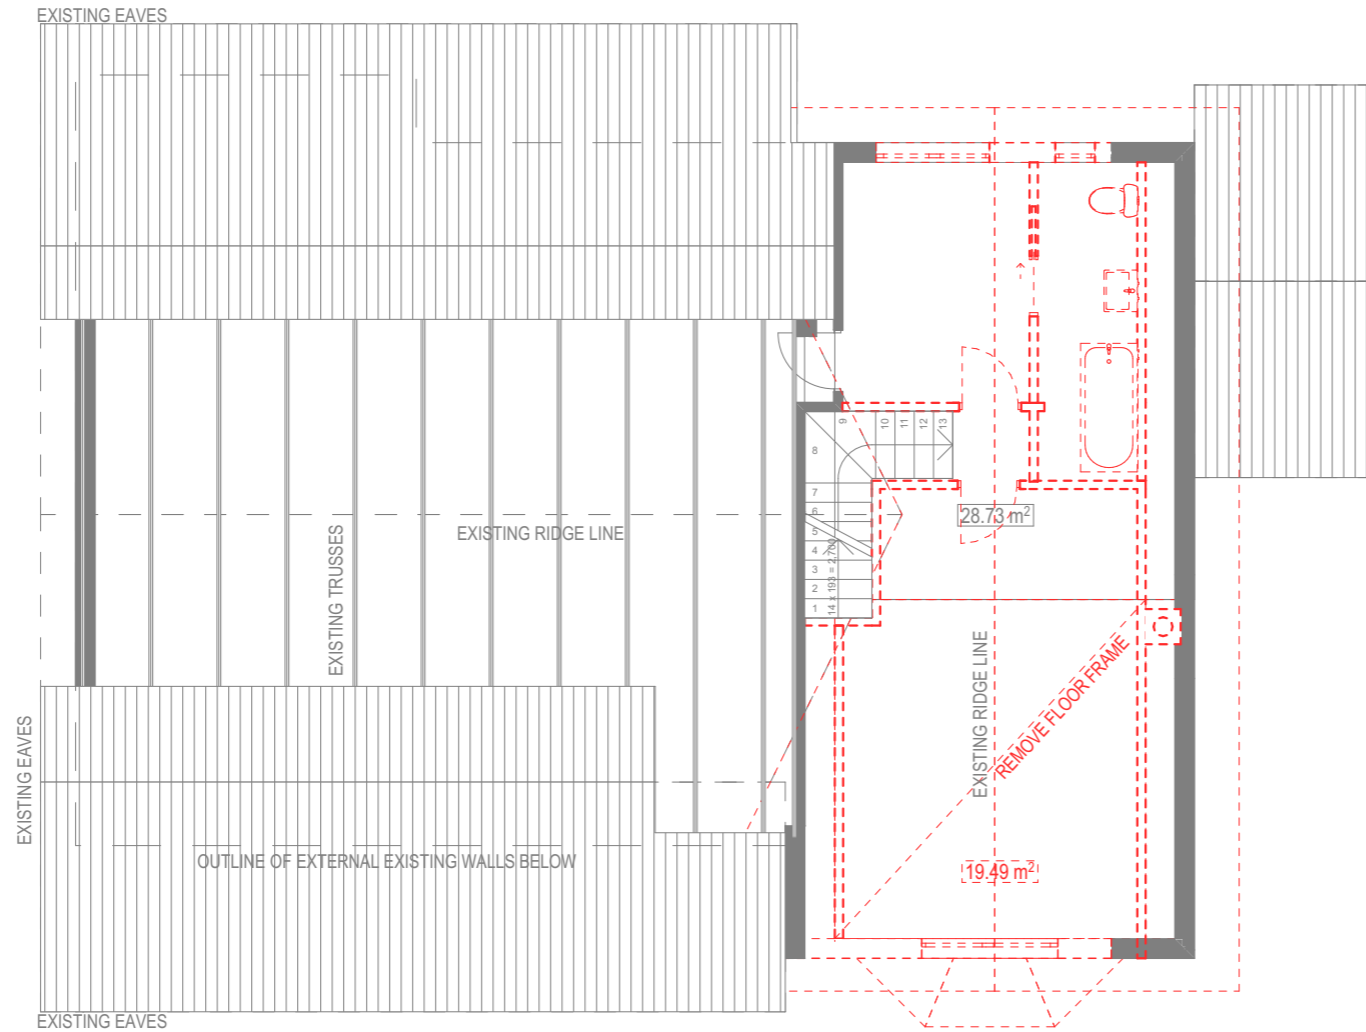 EXISTING EAVES
9
10
11
12
13
8
7
6
5
4
3
2
1
14 x 193 = 2,700
28.73 m²
EXISTING RIDGE LINE
EXISTING TRUSSES
EXISTING RIDGE LINE
REMOVE FLOOR FRAME
EXISTING EAVES
OUTLINE OF EXTERNAL EXISTING WALLS BELOW
19.49 m²
EXISTING EAVES